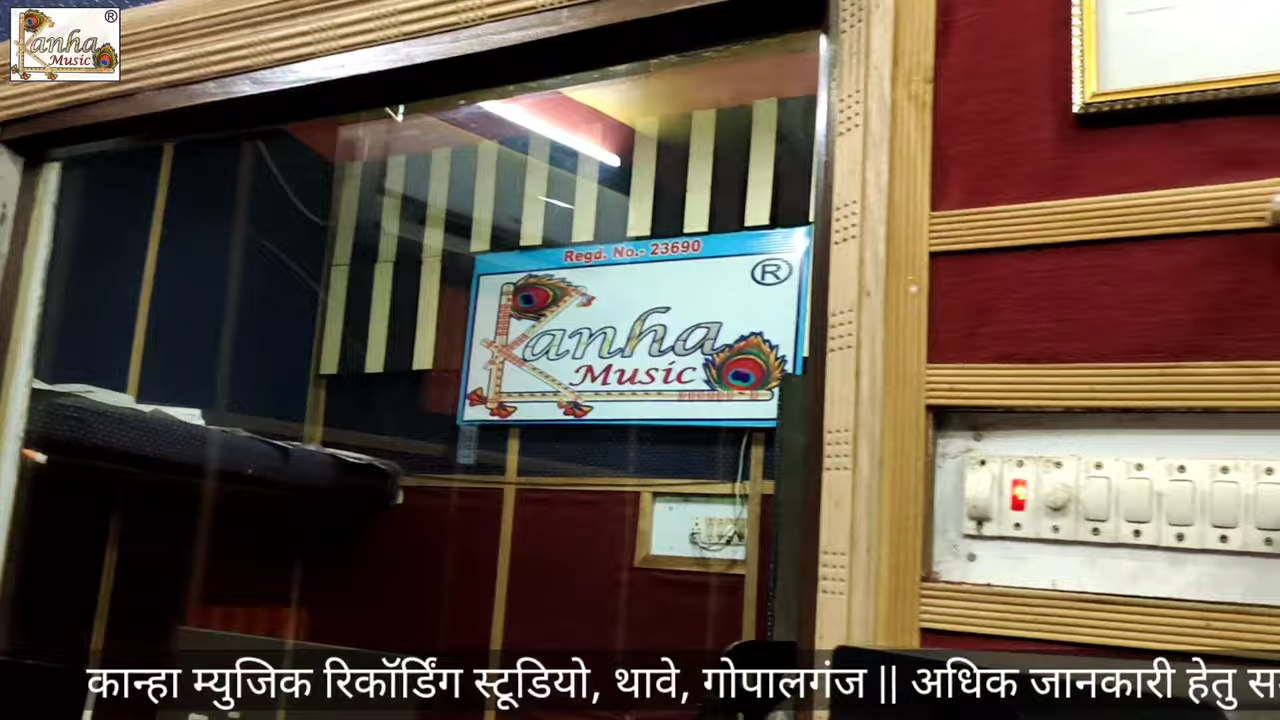 Kanha
Music
®
Regd. No.- 23690
®
Kanha
Music
कान्हा म्युजिक रिकॉर्डिंग स्टूडियो, थावे, गोपालगंज || अधिक जानकारी हेतु